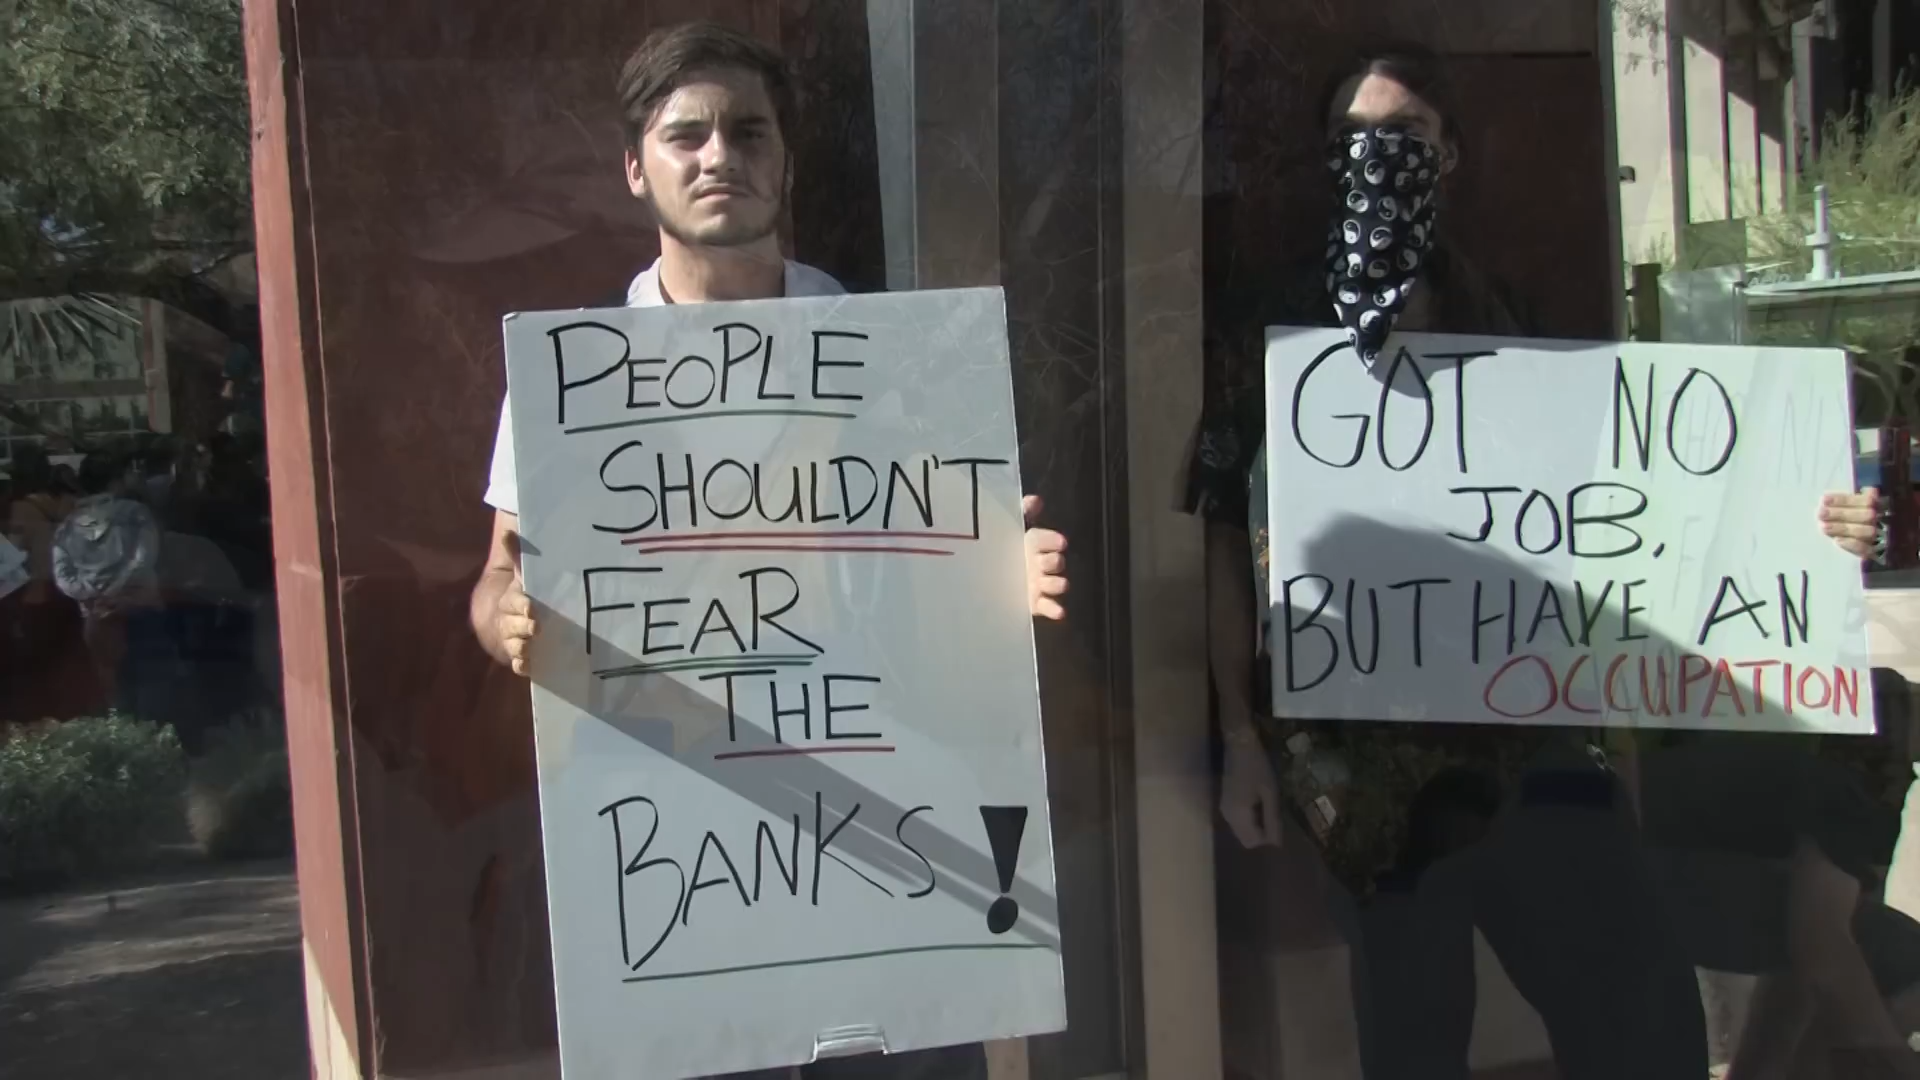 PEOPLE
SHOULDN'T
FEAR
THE
BANKS!
GOT NO
JOB,
BUT HAVE AN
OCCUPATION